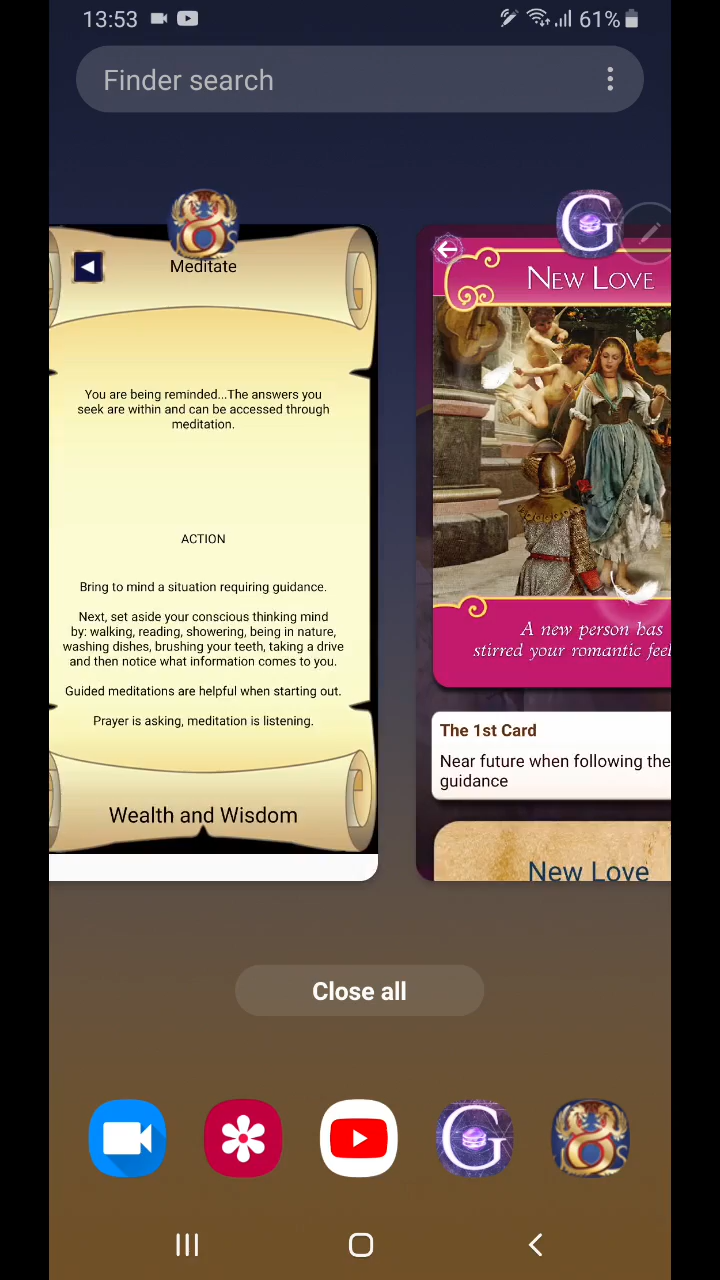 13:53
61%
Finder search
8
Meditate
You are being reminded...The answers you
seek are within and can be accessed through
meditation.
ACTION
Bring to mind a situation requiring guidance.
Next, set aside your conscious thinking mind
by: walking, reading, showering, being in nature,
washing dishes, brushing your teeth, taking a drive
and then notice what information comes to you.
Guided meditations are helpful when starting out.
Prayer is asking, meditation is listening.
Wealth and Wisdom
G
NEW LOVE
A new person has
stirred your romantic feel
The 1st Card
Near future when following the
guidance
New Love
Close all
G
8